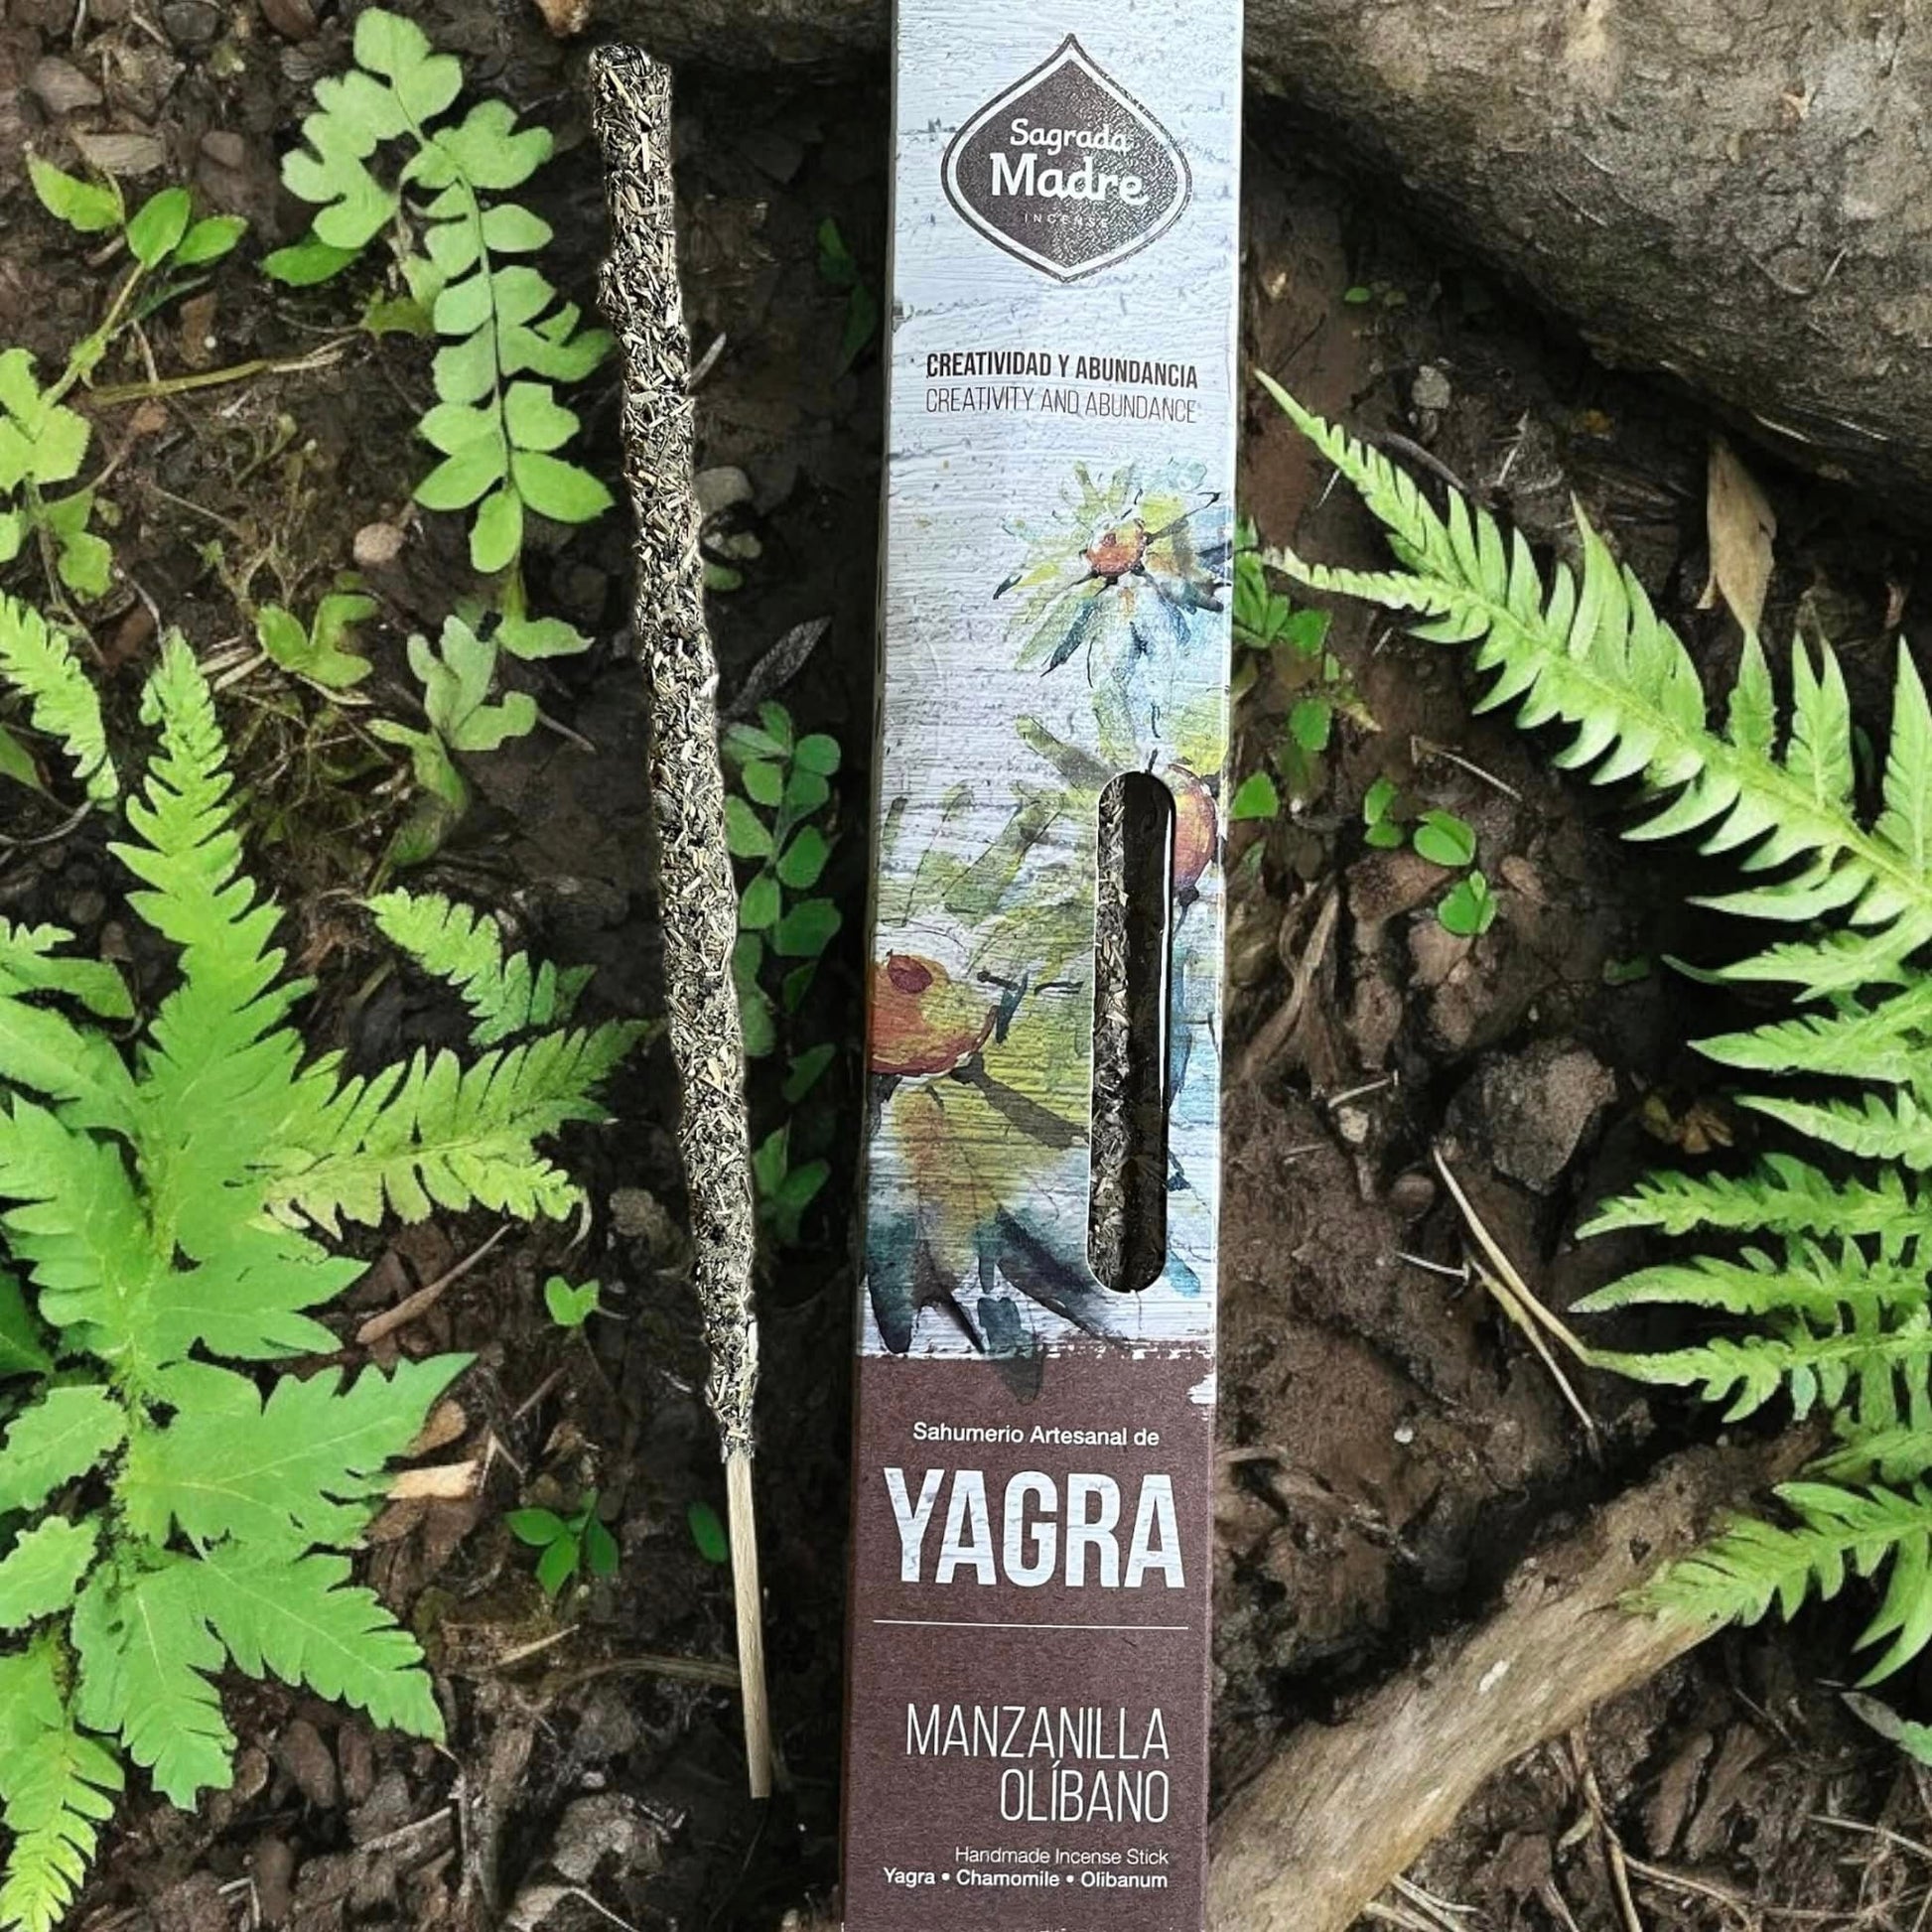 Sagrada
Madre
INCENSE
CREATIVIDAD Y ABUNDANCIA
CREATIVITY AND ABUNDANCE
Sahumerio Artesanal de
YAGRA
MANZANILLA
OLÍBANO
Handmade Incense Stick
Yagra • Chamomile • Olibanum